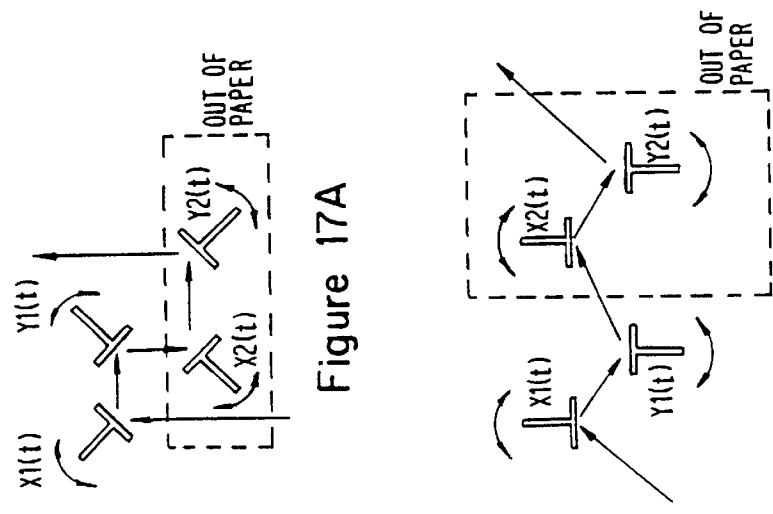 X1(t)
Y1(t)
X2(t)
Y2(t)
OUT OF
PAPER
Figure 17A
X1(t)
Y1(t)
X2(t)
Y2(t)
OUT OF
PAPER